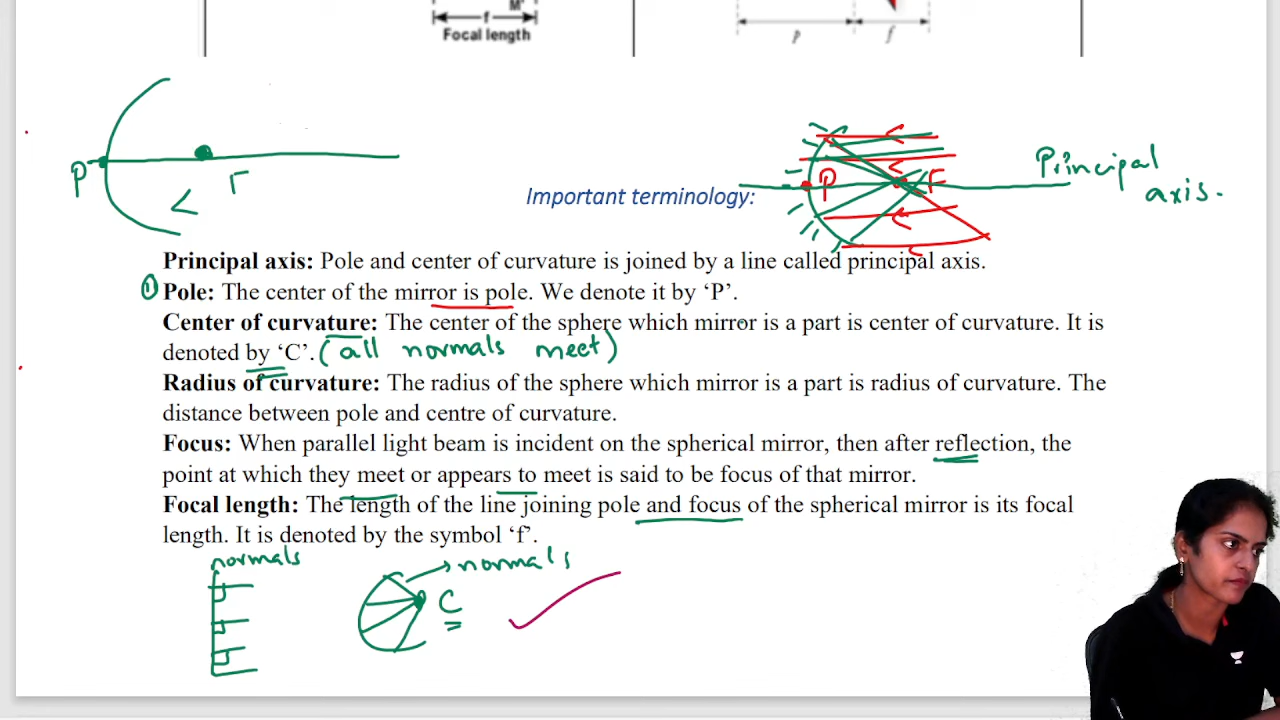 f M'
Focal length
p f
P F
P F Principal
axis.
Important terminology:
Principal axis: Pole and center of curvature is joined by a line called principal axis.
① Pole: The center of the mirror is pole. We denote it by ‘P’.
Center of curvature: The center of the sphere which mirror is a part is center of curvature. It is
denoted by ‘C’. (all normals meet)
Radius of curvature: The radius of the sphere which mirror is a part is radius of curvature. The
distance between pole and centre of curvature.
Focus: When parallel light beam is incident on the spherical mirror, then after reflection, the
point at which they meet or appears to meet is said to be focus of that mirror.
Focal length: The length of the line joining pole and focus of the spherical mirror is its focal
length. It is denoted by the symbol ‘f’.
normals
normals
C